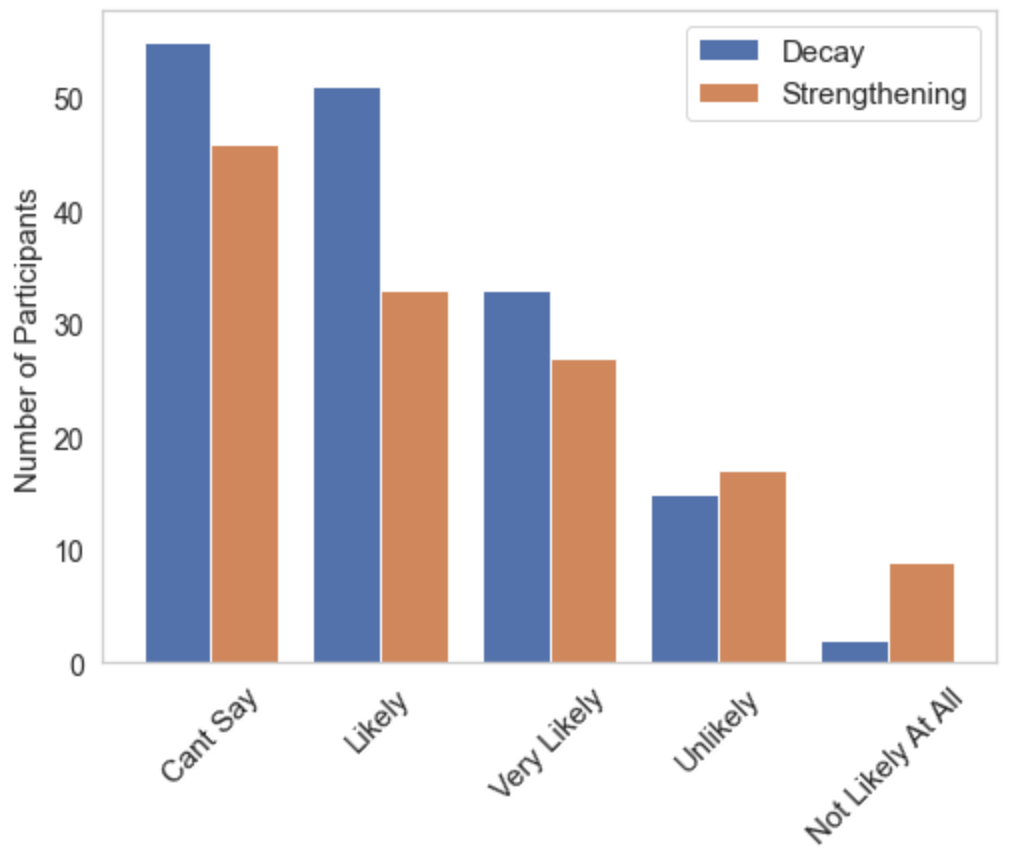 Decay
Strengthening
Number of Participants
50
40
30
20
10
0
Cant Say
Likely
Very Likely
Unlikely
Not Likely At All